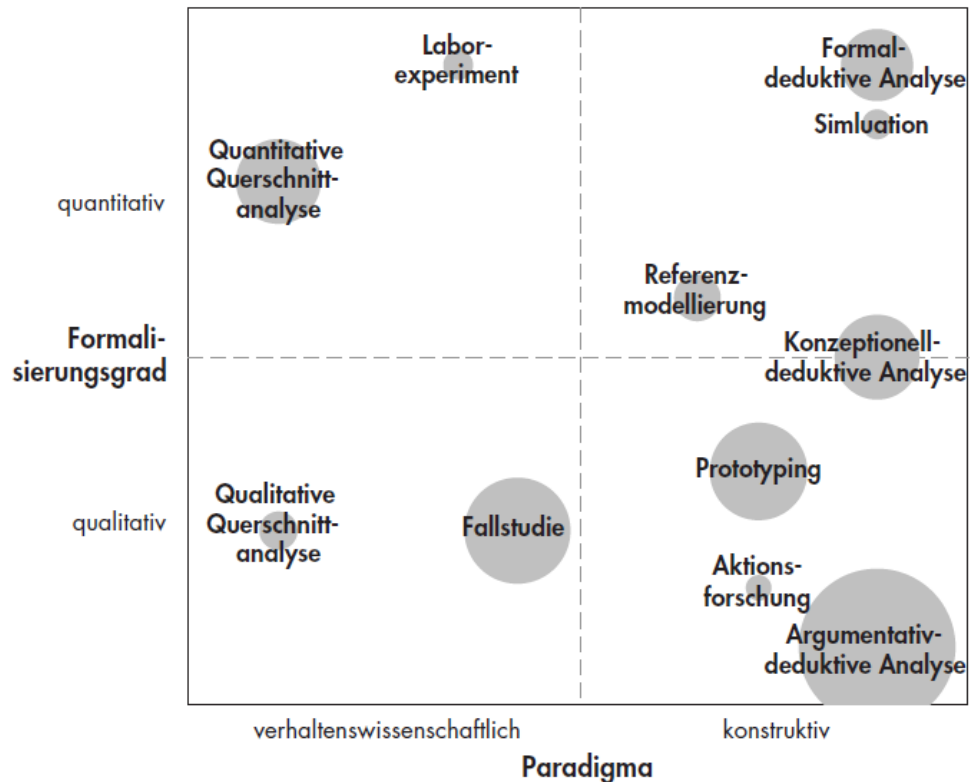 Labor-
experiment
Formal-
deduktive Analyse
Simluation
Quantitative
Querschnitt-
analyse
quantitativ
Referenz-
modellierung
Formali-
sierungsgrad
Konzeptionell-
deduktive Analyse
Prototyping
Qualitative
Querschnitt-
analyse
qualitativ
Fallstudie
Aktions-
forschung
Argumentativ-
deduktive Analyse
verhaltenswissenschaftlich
konstruktiv
Paradigma